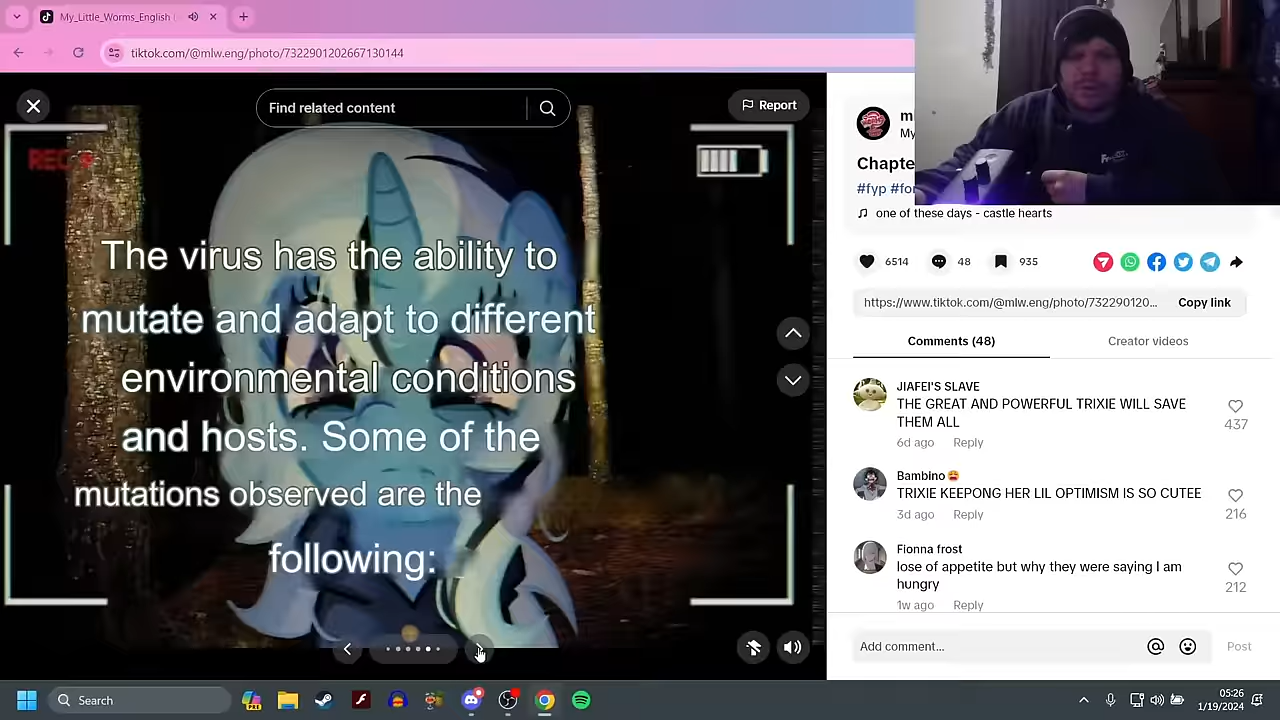 My_Little_Worms_English (
tiktok.com/@mlw.eng/photo/7322901202667130144
Find related content
Report
REC
The virus has the ability to
mutate and adapt to different
environmental conditions
and hosts. Some of the
mutations observed are the
following:
My
Chapte
#fyp #for
one of these days - castle hearts
6514
48
935
https://www.tiktok.com/@mlw.eng/photo/732290120...
Copy link
Comments (48)
Creator videos
JIAFEI'S SLAVE
THE GREAT AND POWERFUL TRIXIE WILL SAVE
THEM ALL
6d ago
Reply
437
Bambino
TRIXIE KEEPONG HER LIL OPTIMISM IS SO CUTEE
3d ago
Reply
216
Fionna frost
lose of appetite but why they were saying I am
hungry
1w ago
Reply
212
Add comment...
Post
Search
05:26
1/19/2024